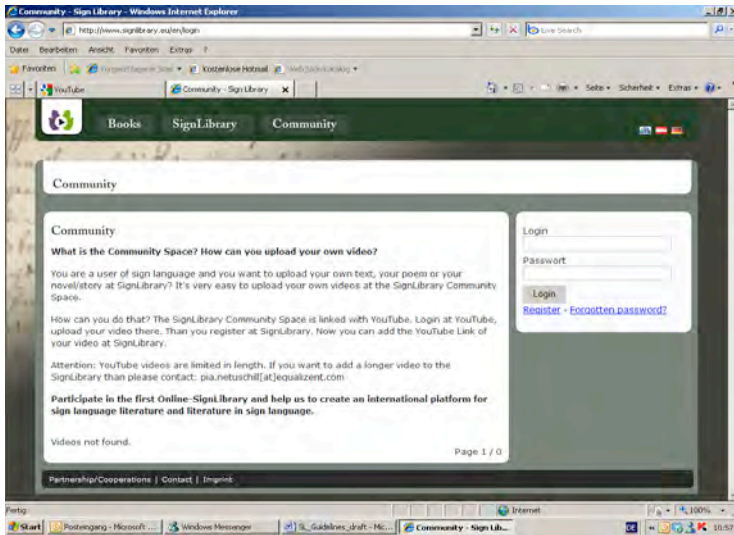 Community - Sign Library - Windows Internet Explorer
http://www.signlibrary.eu/en/login
Live Search
Datei Bearbeiten Ansicht Favoriten Extras ?
Favoriten Kostenlose Hotmail
YouTube Community - Sign Library Seite Sicherheit Extras
Books SignLibrary Community
Community
Community
What is the Community Space? How can you upload your own video?
You are a user of sign language and you want to upload your own text, your poem or your
novel/story at SignLibrary? It's very easy to upload your own videos at the SignLibrary Community
Space.
How can you do that? The SignLibrary Community Space is linked with YouTube. Login at YouTube,
upload your video there. Than you register at SignLibrary. Now you can add the YouTube Link of
your video at SignLibrary.
Attention: YouTube videos are limited in length. If you want to add a longer video to the
SignLibrary than please contact: pia.netuschill[at]equalizent.com
Participate in the first Online-SignLibrary and help us to create an international platform for
sign language literature and literature in sign language.
Videos not found.
Page 1 / 0
Login
Passwort
Login
Register - Forgotten password?
Partnership/Cooperations | Contact | Imprint
Fertig Internet 100%
Start Posteingang - Microsoft ... Windows Messenger SL_Guidelines_draft - Mic... Community - Sign Lib... DE 10:57